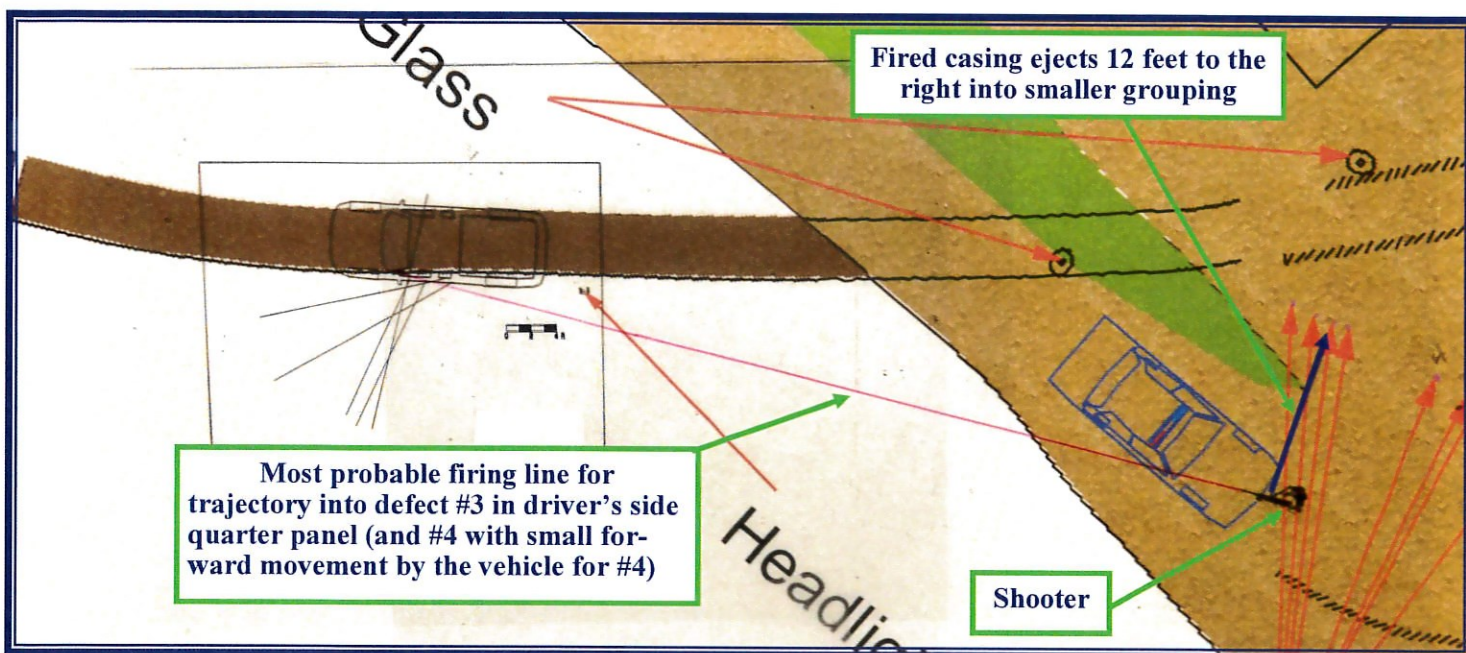 Glass
Fired casing ejects 12 feet to the
right into smaller grouping
Most probable firing line for
trajectory into defect #3 in driver's side
quarter panel (and #4 with small for-
ward movement by the vehicle for #4)
Shooter